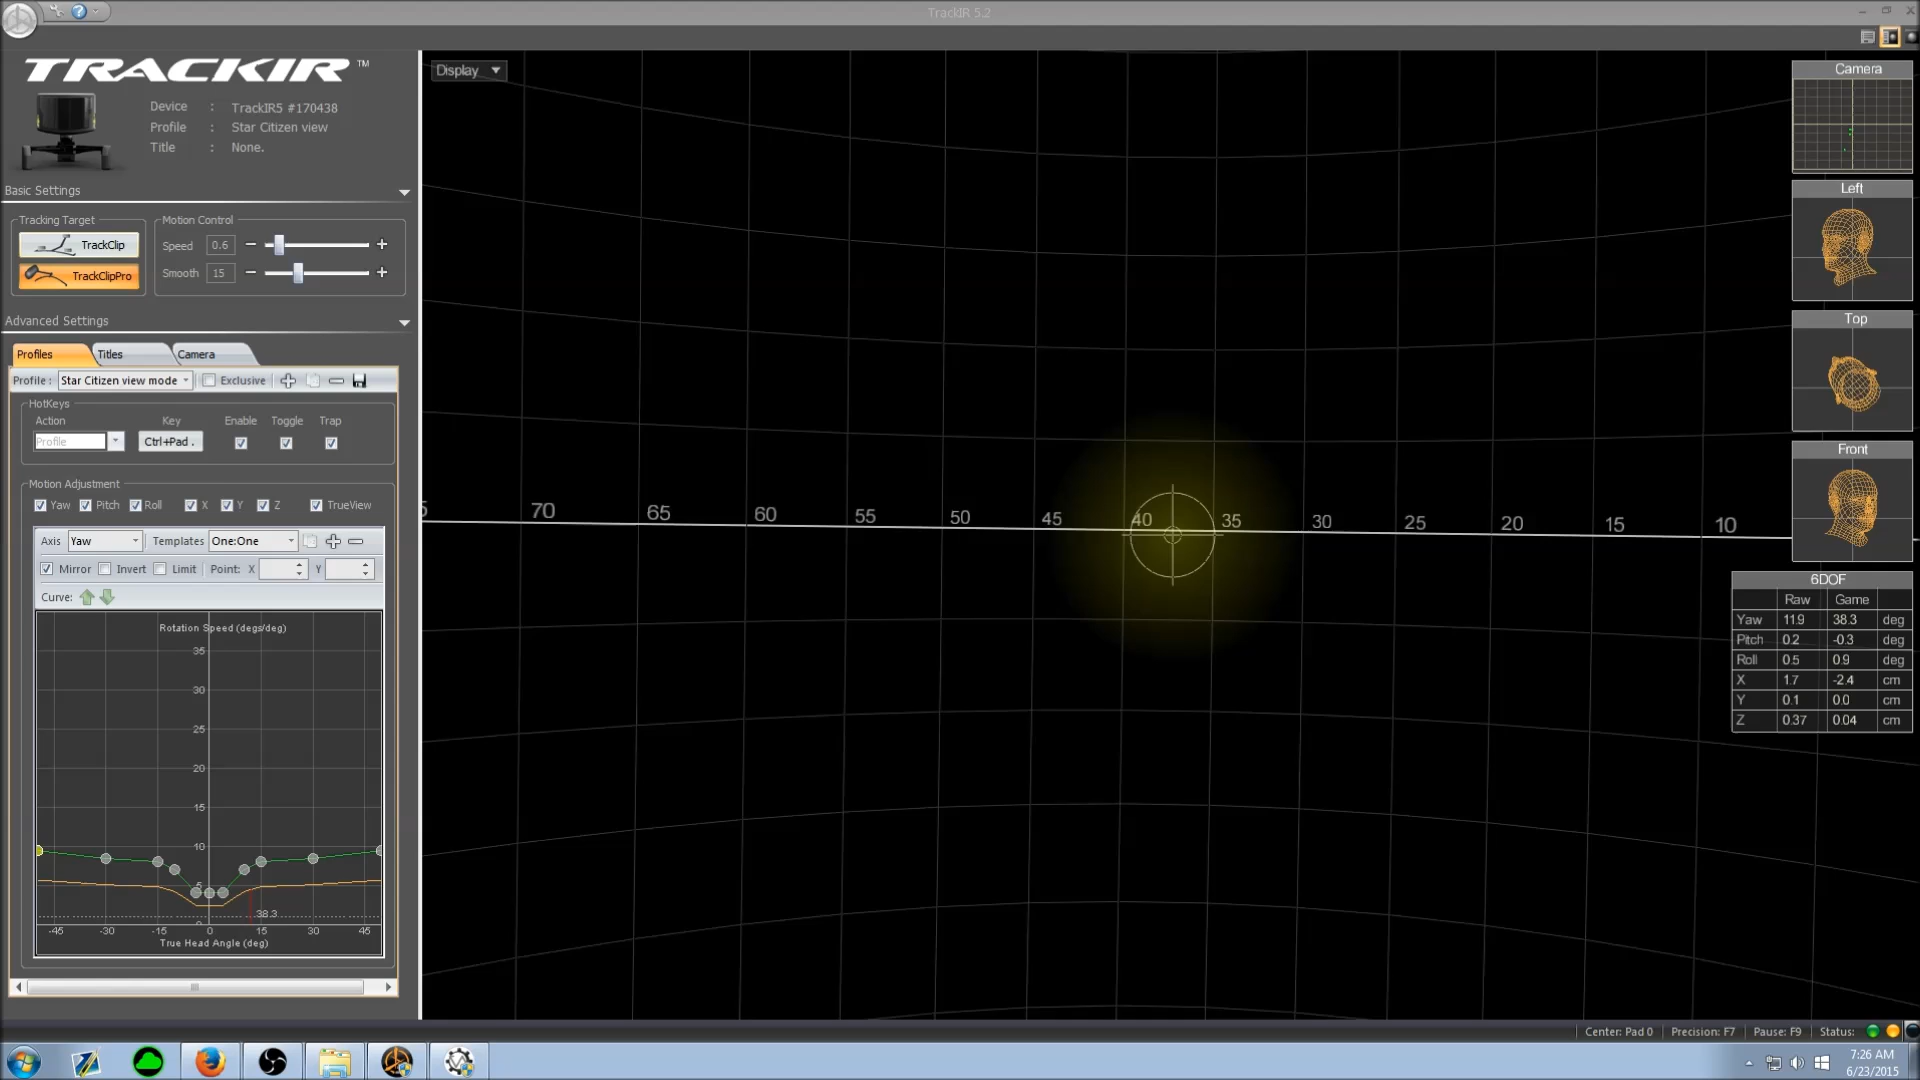 TrackIR 5.2
TRACKIR™
Device : TrackIR5 #170438
Profile : Star Citizen view
Title : None.
Basic Settings
Tracking Target
TrackClip
TrackClipPro
Motion Control
Speed 0.6 − +
Smooth 15 − +
Advanced Settings
Profiles Titles Camera
Profile : Star Citizen view mode Exclusive
HotKeys
Action Key Enable Toggle Trap
Profile Ctrl+Pad .
Motion Adjustment
Yaw Pitch Roll X Y Z TrueView
Axis Yaw Templates One:One
Mirror Invert Limit Point: X Y
Curve:
Rotation Speed (degs/deg)
35
30
25
20
15
10
5
0
38.3
-45 -30 -15 0 15 30 45
True Head Angle (deg)
Display
5 70 65 60 55 50 45 40 35 30 25 20 15 10
Camera
Left
Top
Front
6DOF
Raw Game
Yaw 11.9 38.3 deg
Pitch 0.2 -0.3 deg
Roll 0.5 0.9 deg
X 1.7 -2.4 cm
Y 0.1 0.0 cm
Z 0.37 0.04 cm
Center: Pad 0 Precision: F7 Pause: F9 Status:
7:26 AM
6/23/2015